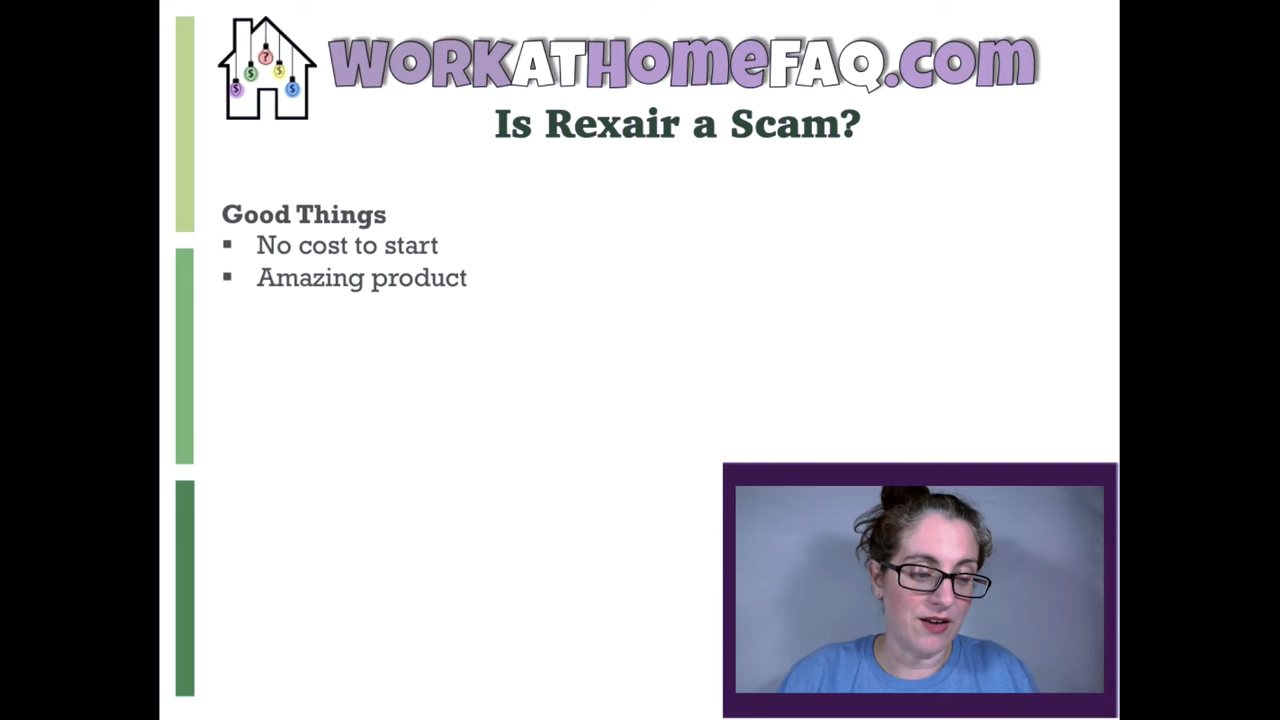 WORKATHOMEFAQ.COM
Is Rexair a Scam?
Good Things
▪ No cost to start
▪ Amazing product
? $ $ $ $